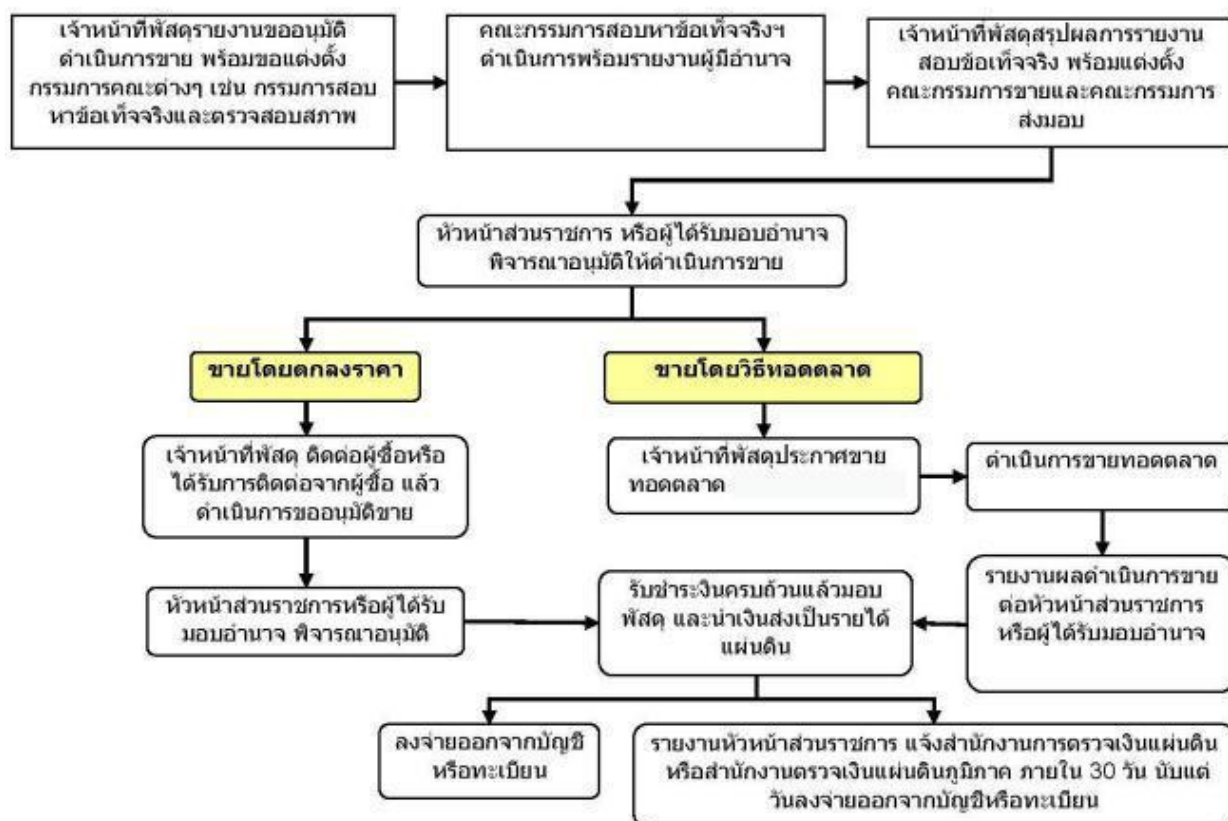 เจ้าหน้าที่พัสดุรายงานขออนุมัติ
ดำเนินการขาย พร้อมขอแต่งตั้ง
กรรมการคณะต่างๆ เช่น กรรมการสอบ
หาข้อเท็จจริงและตรวจสอบสภาพ
คณะกรรมการสอบหาข้อเท็จจริงฯ
ดำเนินการพร้อมรายงานผู้มีอำนาจ
เจ้าหน้าที่พัสดุสรุปผลการรายงาน
สอบข้อเท็จจริง พร้อมแต่งตั้ง
คณะกรรมการขายและคณะกรรมการ
ส่งมอบ
หัวหน้าส่วนราชการ หรือผู้ได้รับมอบอำนาจ
พิจารณาอนุมัติให้ดำเนินการขาย
ขายโดยตกลงราคา
ขายโดยวิธีทอดตลาด
เจ้าหน้าที่พัสดุ ติดต่อผู้ซื้อหรือ
ได้รับการติดต่อจากผู้ซื้อ แล้ว
ดำเนินการขออนุมัติขาย
เจ้าหน้าที่พัสดุประกาศขาย
ทอดตลาด
ดำเนินการขายทอดตลาด
หัวหน้าส่วนราชการหรือผู้ได้รับ
มอบอำนาจ พิจารณาอนุมัติ
รับชำระเงินครบถ้วนแล้วมอบ
พัสดุ และนำเงินส่งเป็นรายได้
แผ่นดิน
รายงานผลดำเนินการขาย
ต่อหัวหน้าส่วนราชการ
หรือผู้ได้รับมอบอำนาจ
ลงจ่ายออกจากบัญชี
หรือทะเบียน
รายงานหัวหน้าส่วนราชการ แจ้งสำนักงานการตรวจเงินแผ่นดิน
หรือสำนักงานตรวจเงินแผ่นดินภูมิภาค ภายใน 30 วัน นับแต่
วันลงจ่ายออกจากบัญชีหรือทะเบียน